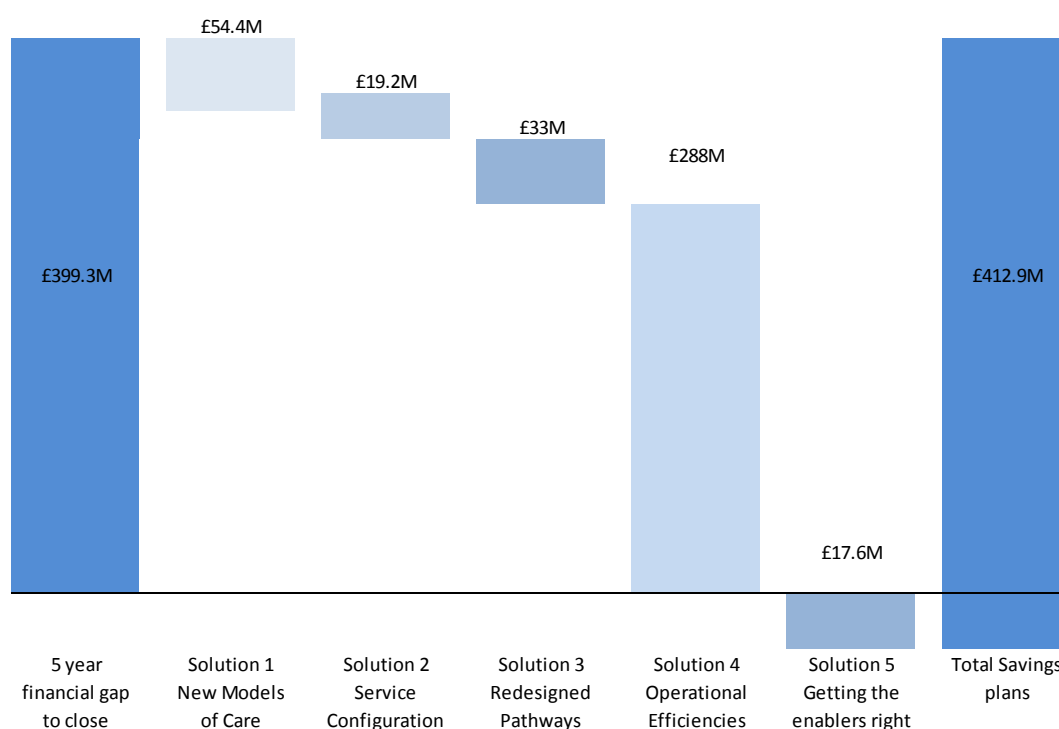 £54.4M
£19.2M
£33M
£288M
£399.3M
£412.9M
£17.6M
5 year
financial gap
to close
Solution 1
New Models
of Care
Solution 2
Service
Configuration
Solution 3
Redesigned
Pathways
Solution 4
Operational
Efficiencies
Solution 5
Getting the
enablers right
Total Savings
plans